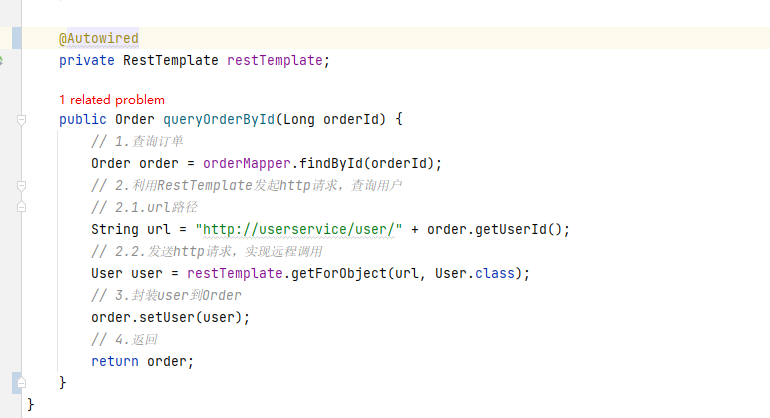 @Autowired
private RestTemplate restTemplate;
1 related problem
public Order queryOrderById(Long orderId) {
// 1.查询订单
Order order = orderMapper.findById(orderId);
// 2.利用RestTemplate发起http请求，查询用户
// 2.1.url路径
String url = "http://userservice/user/" + order.getUserId();
// 2.2.发送http请求，实现远程调用
User user = restTemplate.getForObject(url, User.class);
// 3.封装user到Order
order.setUser(user);
// 4.返回
return order;
}
}